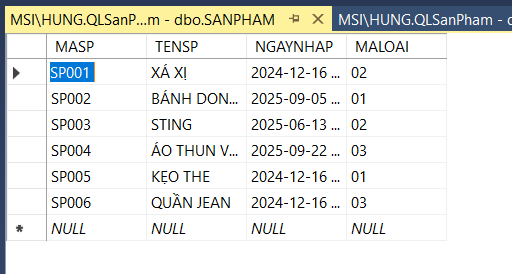 MSI\HUNG.QLSanP...m - dbo.SANPHAM MSI\HUNG.QLSanPham -
MASP TENSP NGAYNHAP MALOAI
SP001 XÁ XỊ 2024-12-16 ... 02
SP002 BÁNH DON... 2025-09-05 ... 01
SP003 STING 2025-06-13 ... 02
SP004 ÁO THUN V... 2025-09-22 ... 03
SP005 KẸO THE 2024-12-16 ... 01
SP006 QUẦN JEAN 2024-12-16 ... 03
NULL NULL NULL NULL